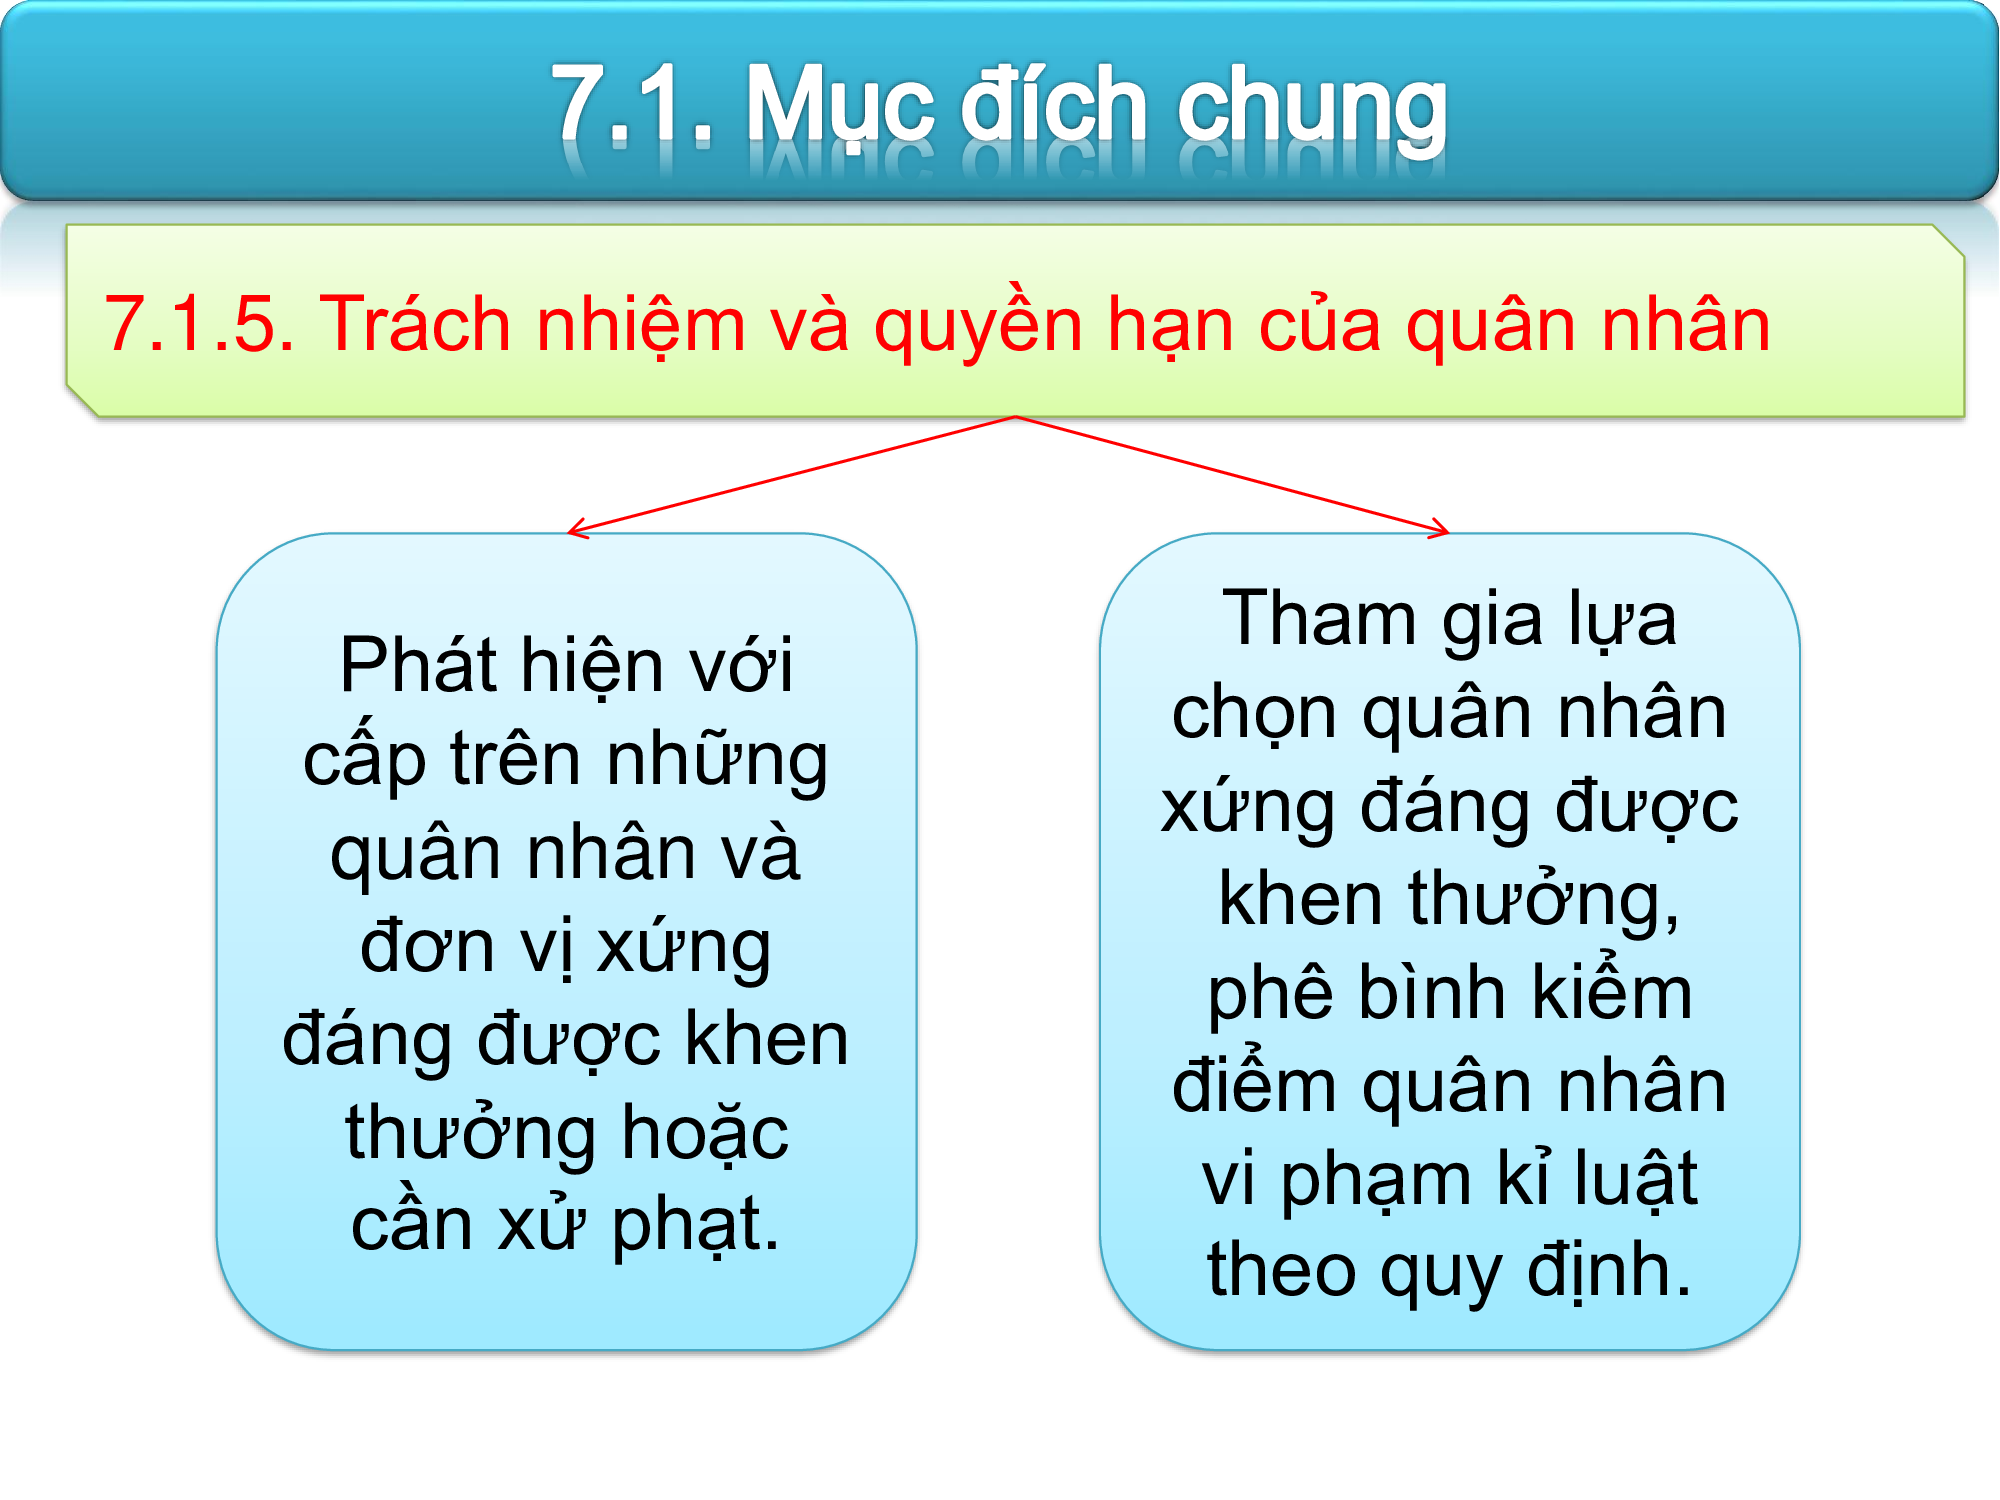 7.1. Mục đích chung
7.1.5. Trách nhiệm và quyền hạn của quân nhân
Phát hiện với
cấp trên những
quân nhân và
đơn vị xứng
đáng được khen
thưởng hoặc
cần xử phạt.
Tham gia lựa
chọn quân nhân
xứng đáng được
khen thưởng,
phê bình kiểm
điểm quân nhân
vi phạm kỉ luật
theo quy định.